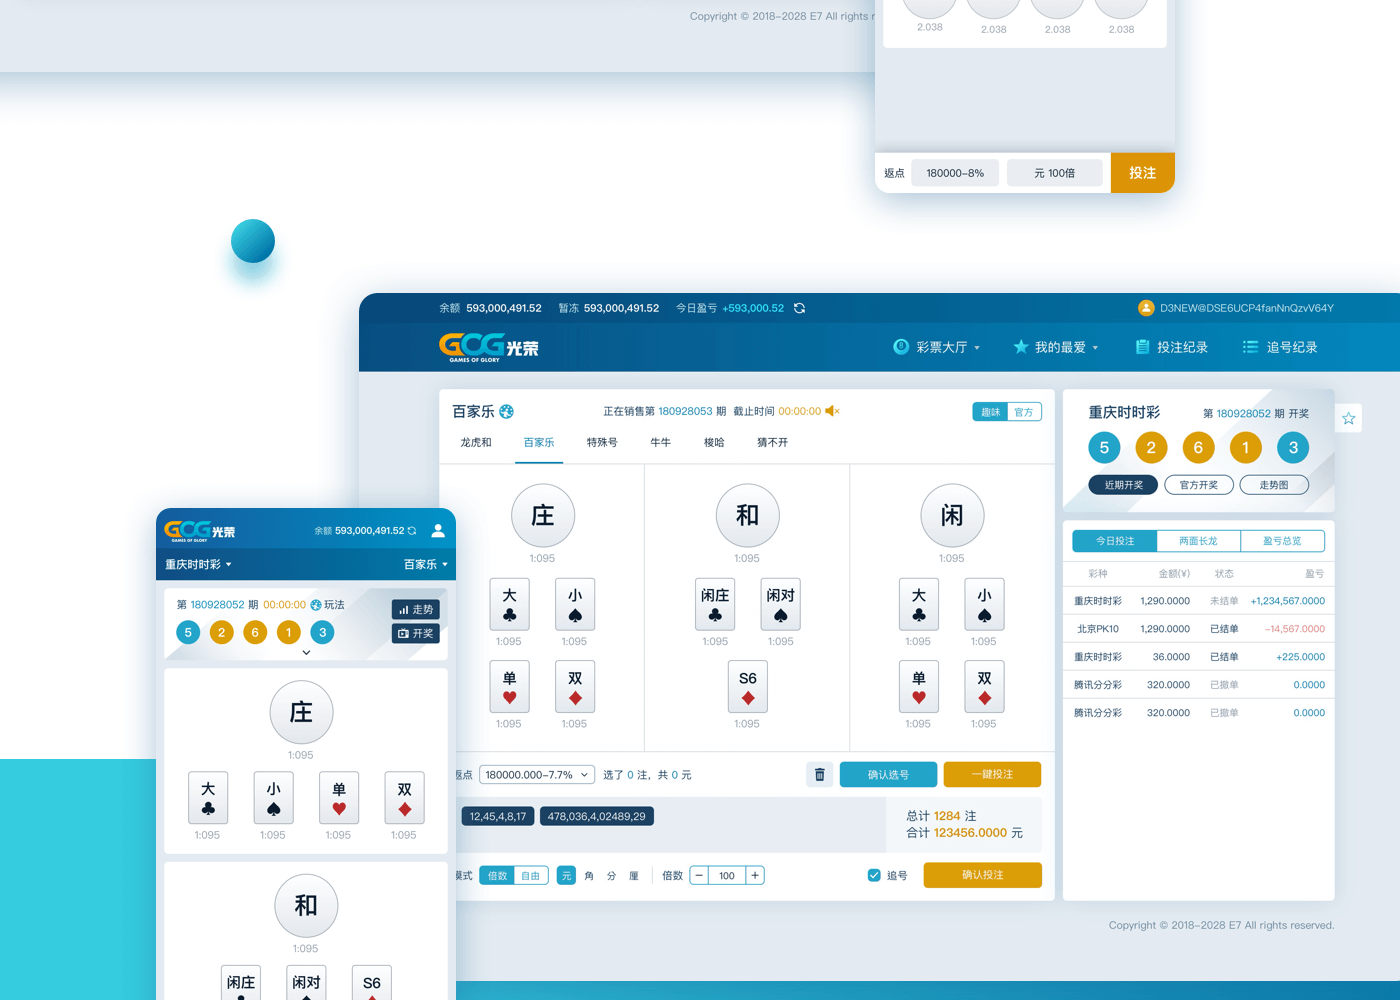 Copyright © 2018-2028 E7 All rights r
2.038 2.038 2.038 2.038
返点 180000-8% 元 100倍 投注
余额 593,000,491.52 暂冻 593,000,491.52 今日盈亏 +593,000.52
D3NEW@DSE6UCP4fanNnQzvV64Y
GCG光荣
GAMES OF GLORY
彩票大厅 我的最爱 投注纪录 追号纪录
百家乐 正在销售第 180928053 期 截止时间 00:00:00 趣味 官方
龙虎和 百家乐 特殊号 牛牛 梭哈 猜不开
庄 和 闲
1:095 1:095 1:095
大 小 闲庄 闲对 大 小
1:095 1:095 1:095 1:095 1:095 1:095
单 双 S6 单 双
1:095 1:095 1:095 1:095 1:095
返点 180000.000-7.7% 选了 0 注，共 0 元 确认选号 一键投注
12,45,4,8,17 478,036,4,02489,29
总计 1284 注
合计 123456.0000 元
模式 倍数 自由 元 角 分 厘 倍数 − 100 + 追号 确认投注
重庆时时彩 第 180928052 期 开奖
5 2 6 1 3
近期开奖 官方开奖 走势图
今日投注 两面长龙 盈亏总览
彩种 金额(¥) 状态 盈亏
重庆时时彩 1,290.0000 未结单 +1,234,567.0000
北京PK10 1,290.0000 已结单 -14,567.0000
重庆时时彩 36.0000 已结单 +225.0000
腾讯分分彩 320.0000 已撤单 0.0000
腾讯分分彩 320.0000 已撤单 0.0000
Copyright © 2018-2028 E7 All rights reserved.
GCG光荣
GAMES OF GLORY
余额 593,000,491.52
重庆时时彩 百家乐
第 180928052 期 00:00:00 玩法 走势
5 2 6 1 3 开奖
庄
1:095
大 小 单 双
1:095 1:095 1:095 1:095
和
1:095
闲庄 闲对 S6